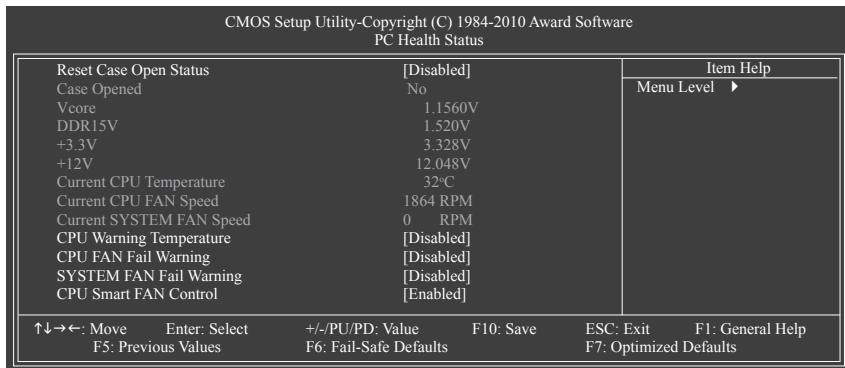 CMOS Setup Utility-Copyright (C) 1984-2010 Award Software
PC Health Status
Reset Case Open Status [Disabled]
Case Opened No
Vcore 1.1560V
DDR15V 1.520V
+3.3V 3.328V
+12V 12.048V
Current CPU Temperature 32°C
Current CPU FAN Speed 1864 RPM
Current SYSTEM FAN Speed 0 RPM
CPU Warning Temperature [Disabled]
CPU FAN Fail Warning [Disabled]
SYSTEM FAN Fail Warning [Disabled]
CPU Smart FAN Control [Enabled]
Item Help
Menu Level ▶
↑↓→←: Move Enter: Select +/-/PU/PD: Value F10: Save ESC: Exit F1: General Help
F5: Previous Values F6: Fail-Safe Defaults F7: Optimized Defaults